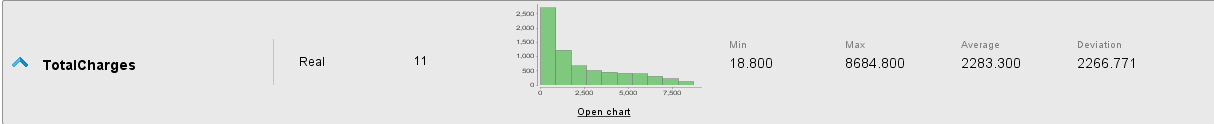 TotalCharges
Real
11
2,500
2,000
1,500
1,000
500
0
0 2,500 5,000 7,500
Open chart
Min Max Average Deviation
18.800 8684.800 2283.300 2266.771